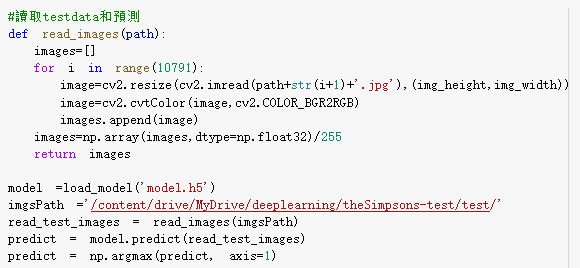 #讀取testdata和預測
def read_images(path):
images=[]
for i in range(10791):
image=cv2.resize(cv2.imread(path+str(i+1)+'.jpg'),(img_height,img_width))
image=cv2.cvtColor(image,cv2.COLOR_BGR2RGB)
images.append(image)
images=np.array(images,dtype=np.float32)/255
return images
model =load_model('model.h5')
imgsPath ='/content/drive/MyDrive/deeplearning/theSimpsons-test/test/'
read_test_images = read_images(imgsPath)
predict = model.predict(read_test_images)
predict = np.argmax(predict, axis=1)